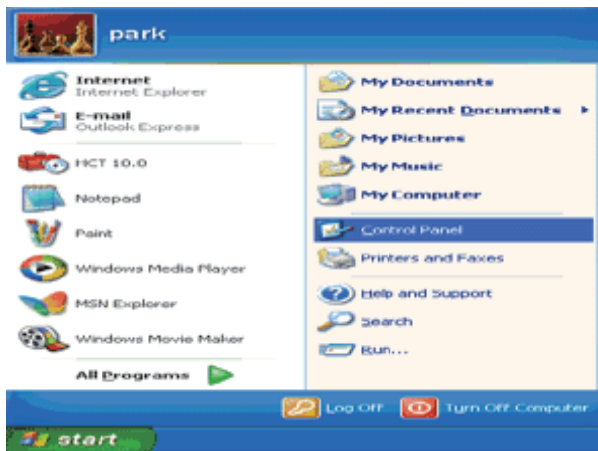 park
Internet
Internet Explorer
E-mail
Outlook Express
HCT 10.0
Notepad
Paint
Windows Media Player
MSN Explorer
Windows Movie Maker
All Programs
My Documents
My Recent Documents
My Pictures
My Music
My Computer
Control Panel
Printers and Faxes
Help and Support
Search
Run...
Log Off
Turn Off Computer
start